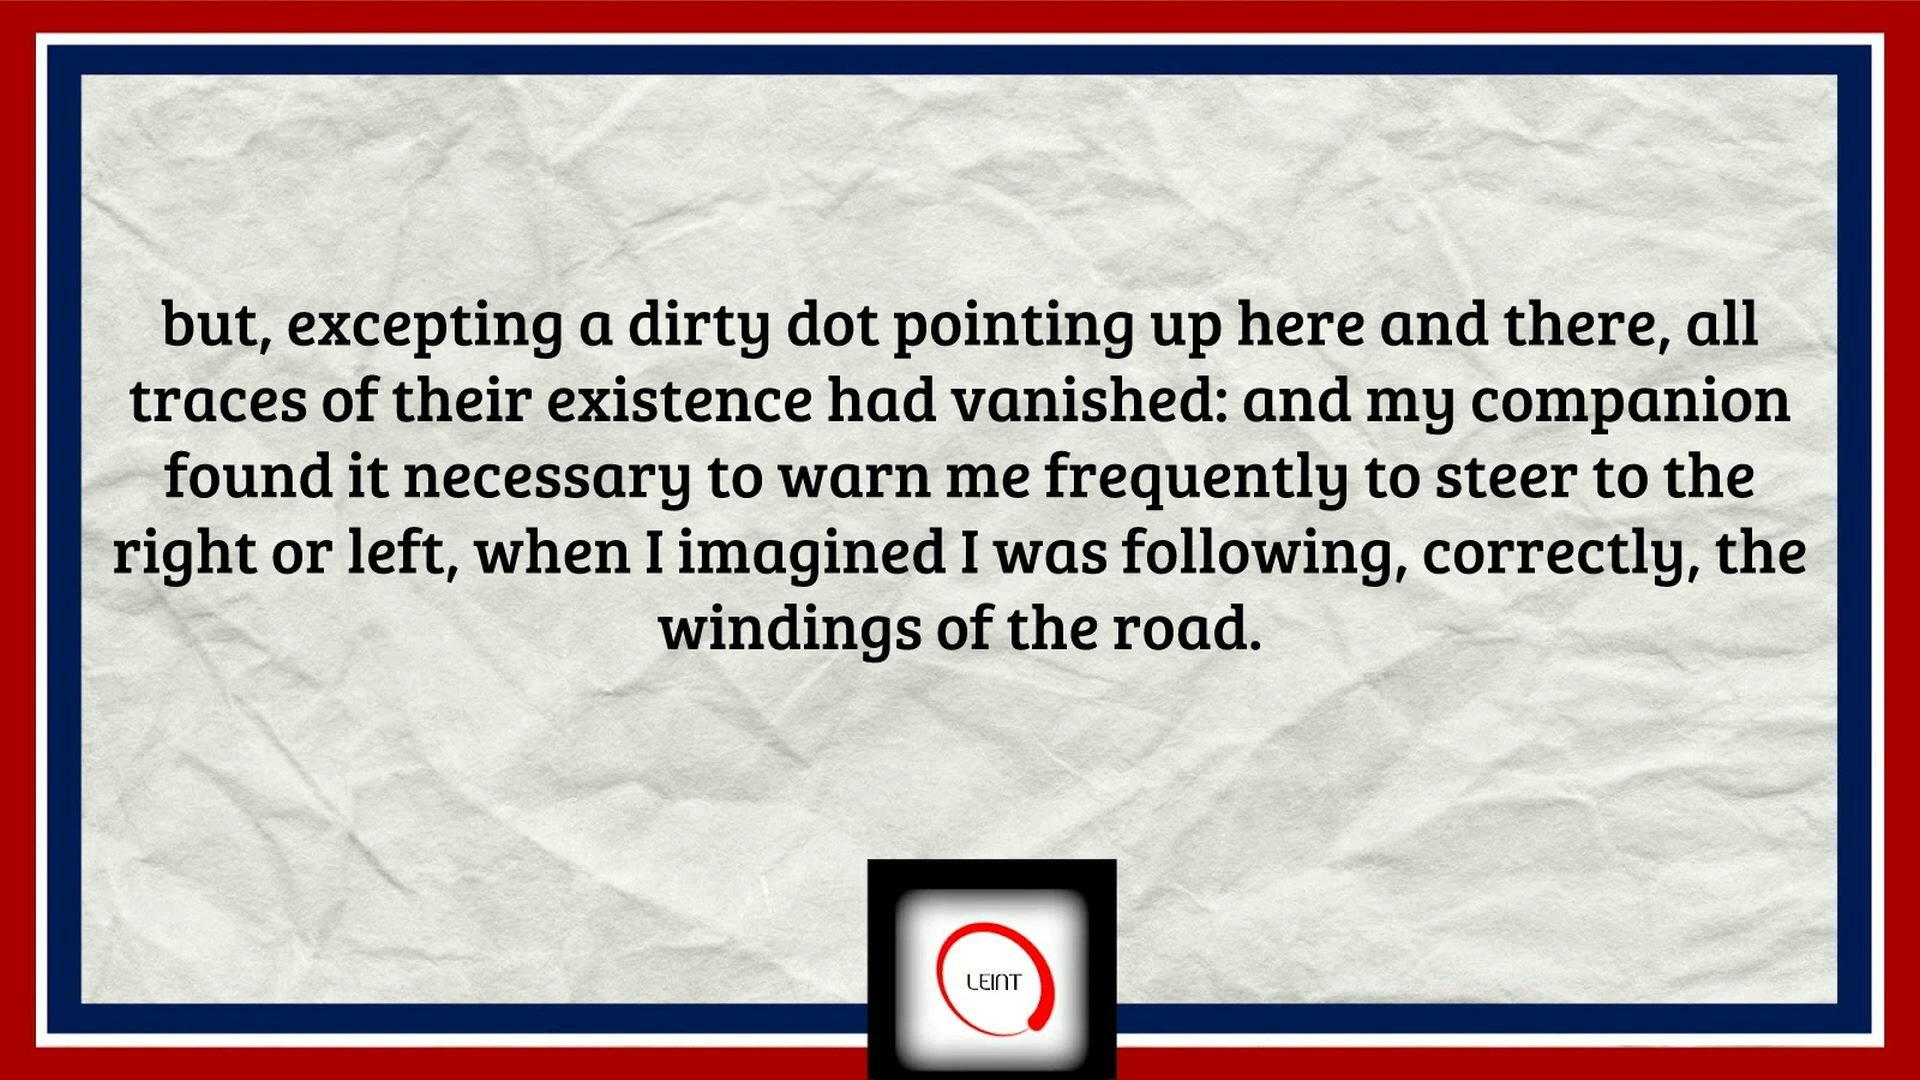 but, excepting a dirty dot pointing up here and there, all
traces of their existence had vanished: and my companion
found it necessary to warn me frequently to steer to the
right or left, when I imagined I was following, correctly, the
windings of the road.
LEINT